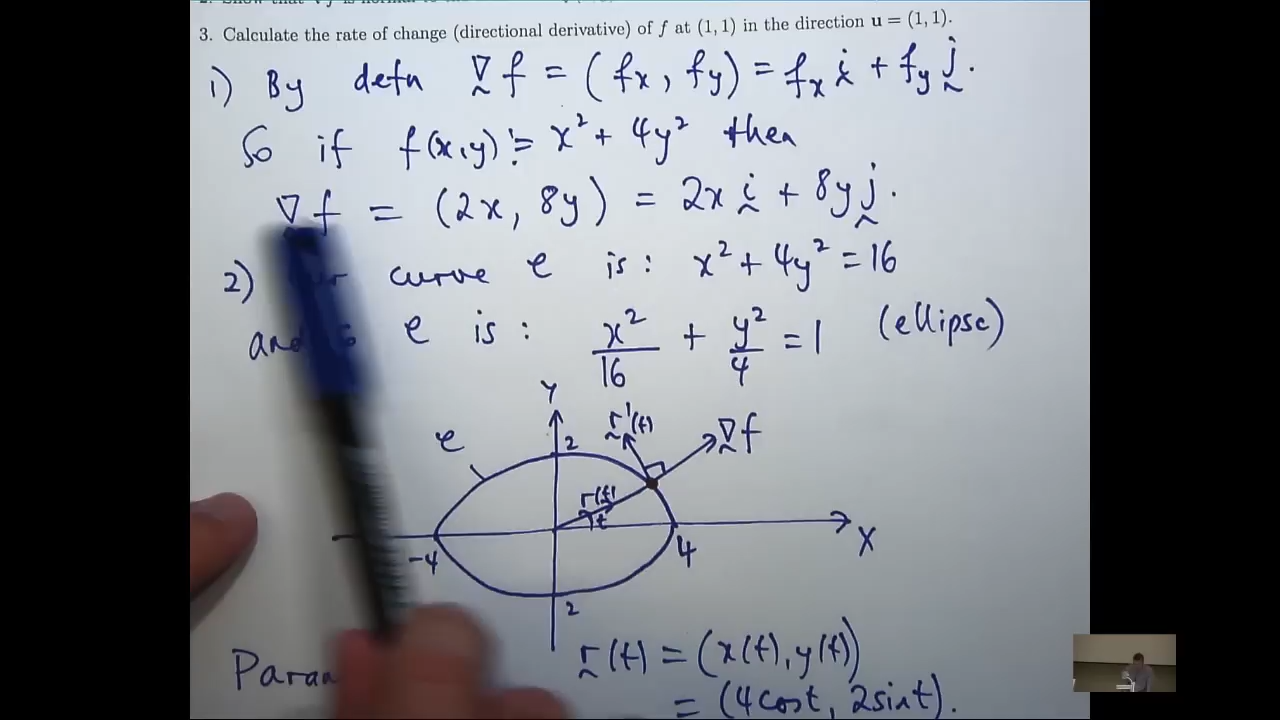 3. Calculate the rate of change (directional derivative) of f at (1, 1) in the direction u = (1, 1).
1) By defn ∇f = (fx, fy) = fx i + fy j.
So if f(x,y) := x² + 4y² then
∇f = (2x, 8y) = 2x i + 8y j.
2) curve C is: x² + 4y² = 16
and C is: x²/16 + y²/4 = 1 (ellipse)
Y
C
2
r'(t)
∇f
r(t)
t
-4
4
X
2
r(t) = (x(t), y(t))
= (4cost, 2sint).